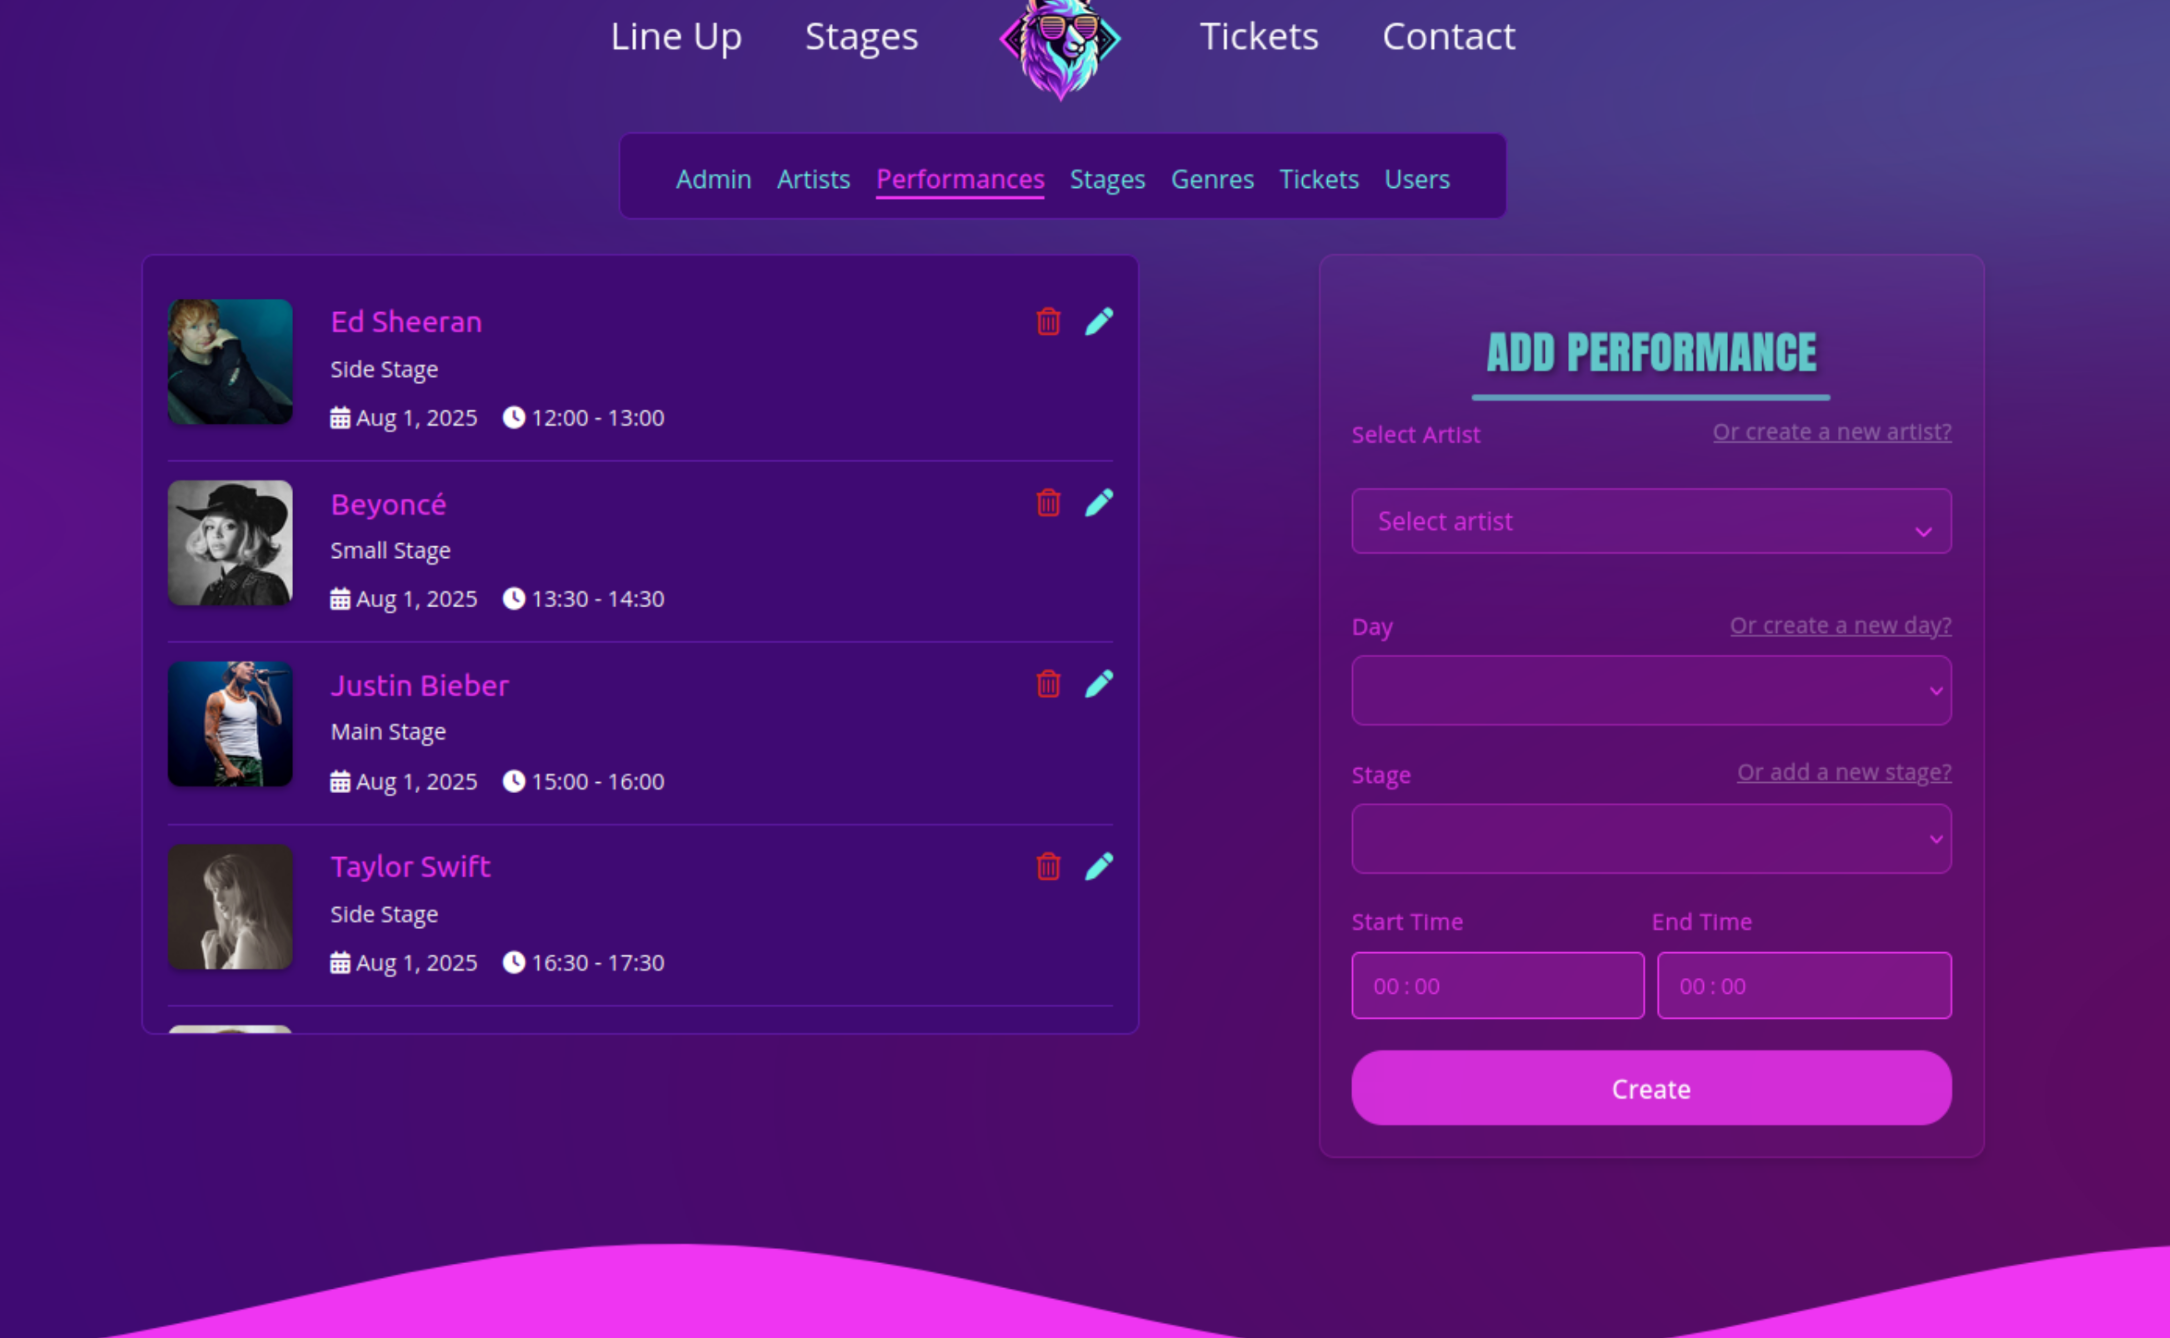 Line Up Stages Tickets Contact
Admin Artists Performances Stages Genres Tickets Users
Ed Sheeran
Side Stage
Aug 1, 2025 12:00 - 13:00
Beyoncé
Small Stage
Aug 1, 2025 13:30 - 14:30
Justin Bieber
Main Stage
Aug 1, 2025 15:00 - 16:00
Taylor Swift
Side Stage
Aug 1, 2025 16:30 - 17:30
ADD PERFORMANCE
Select Artist Or create a new artist?
Select artist
Day Or create a new day?
Stage Or add a new stage?
Start Time End Time
00 : 00 00 : 00
Create